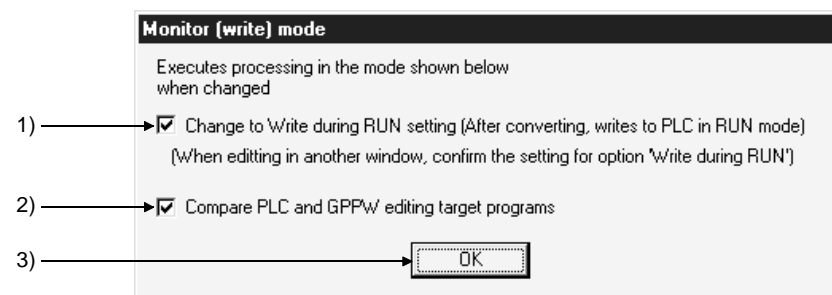 Monitor (write) mode
Executes processing in the mode shown below
when changed
1) Change to Write during RUN setting (After converting, writes to PLC in RUN mode)
(When editting in another window, confirm the setting for option 'Write during RUN')
2) Compare PLC and GPPW editing target programs
3) OK